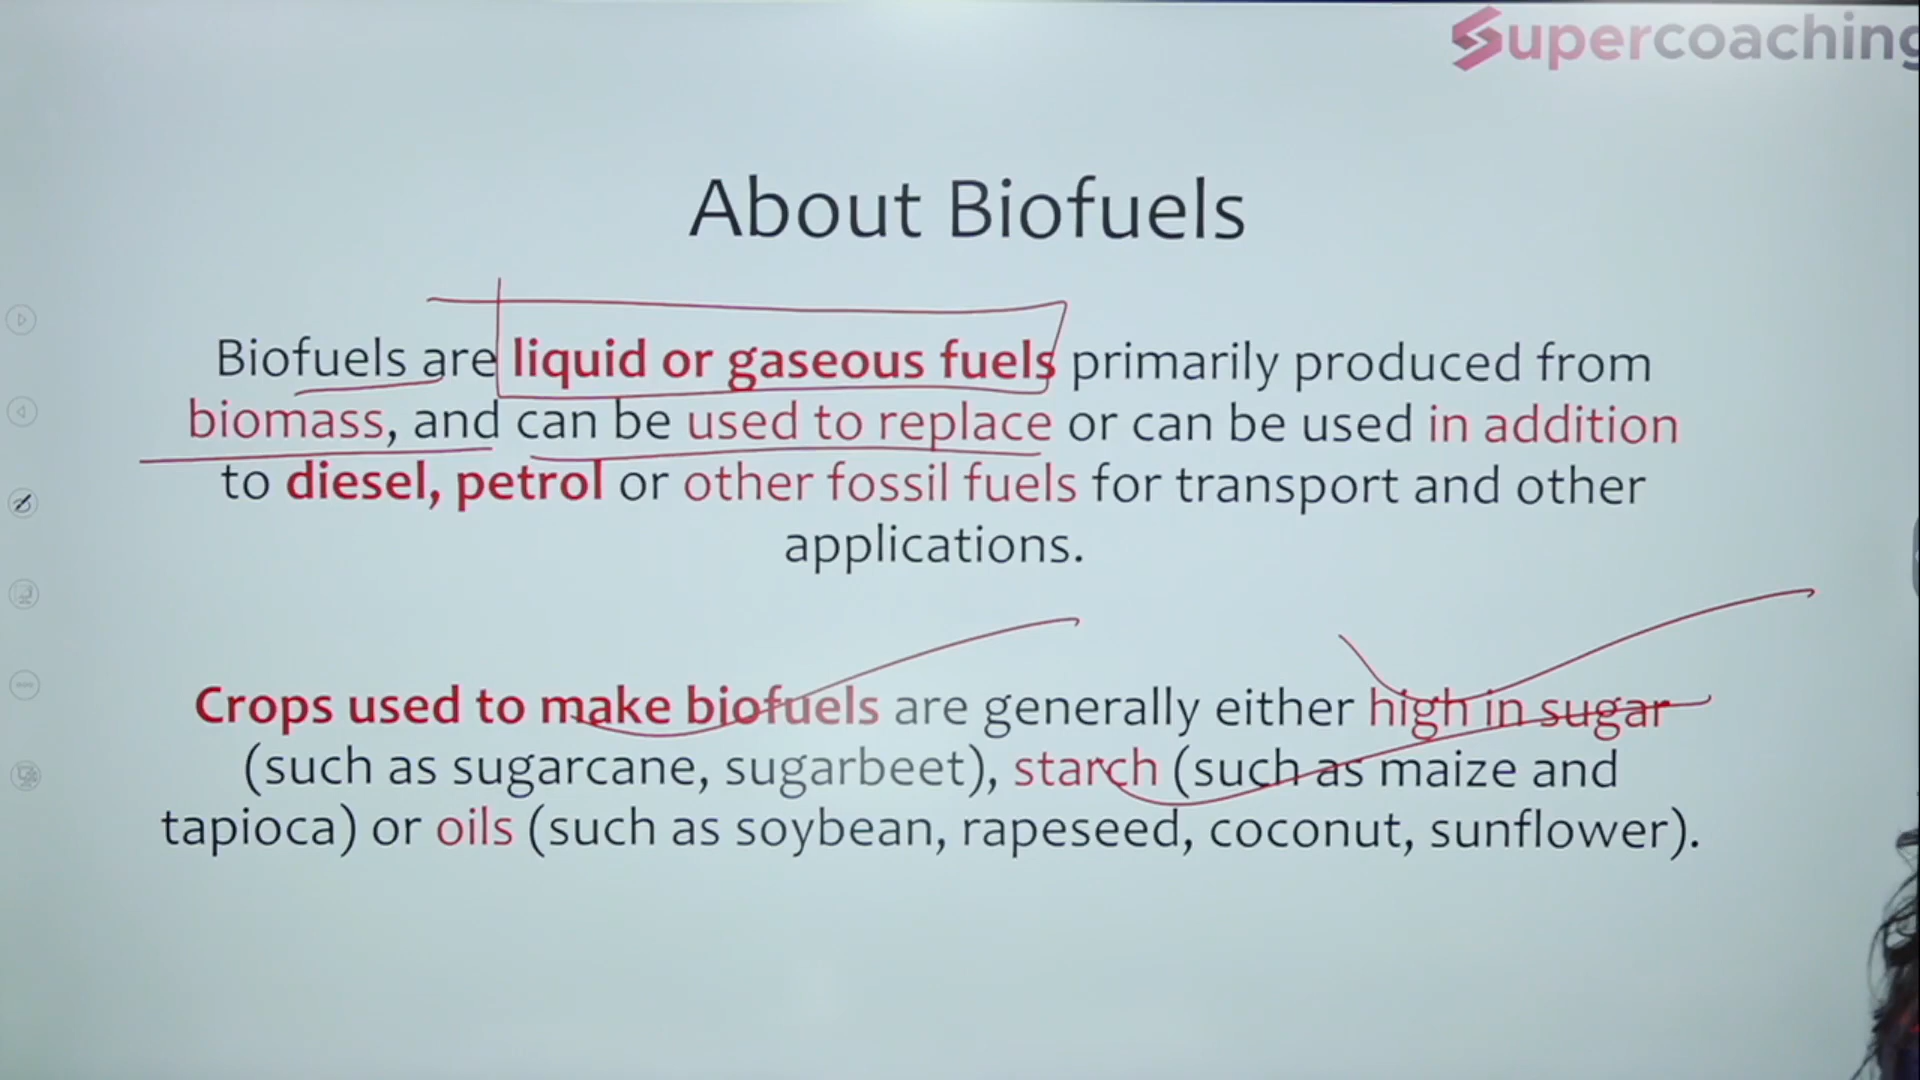 Supercoaching
About Biofuels
Biofuels are liquid or gaseous fuels primarily produced from
biomass, and can be used to replace or can be used in addition
to diesel, petrol or other fossil fuels for transport and other
applications.
Crops used to make biofuels are generally either high in sugar
(such as sugarcane, sugarbeet), starch (such as maize and
tapioca) or oils (such as soybean, rapeseed, coconut, sunflower).